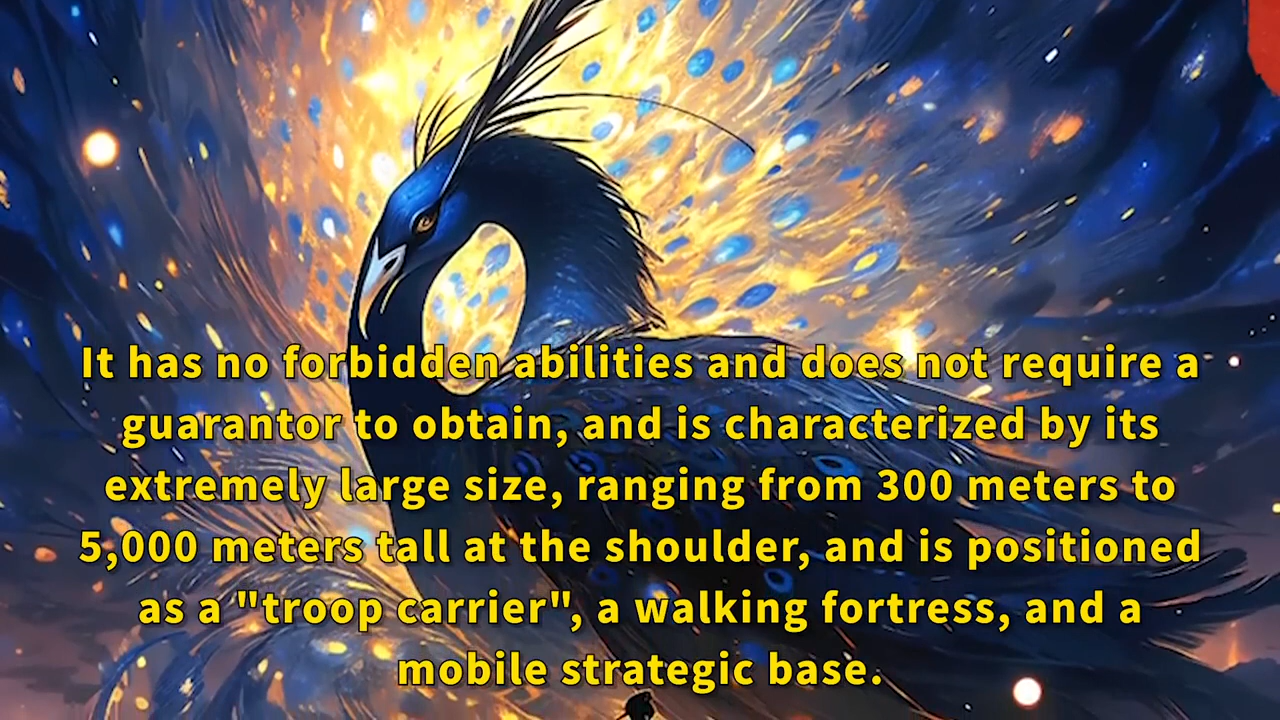 It has no forbidden abilities and does not require a
guarantor to obtain, and is characterized by its
extremely large size, ranging from 300 meters to
5,000 meters tall at the shoulder, and is positioned
as a "troop carrier", a walking fortress, and a
mobile strategic base.